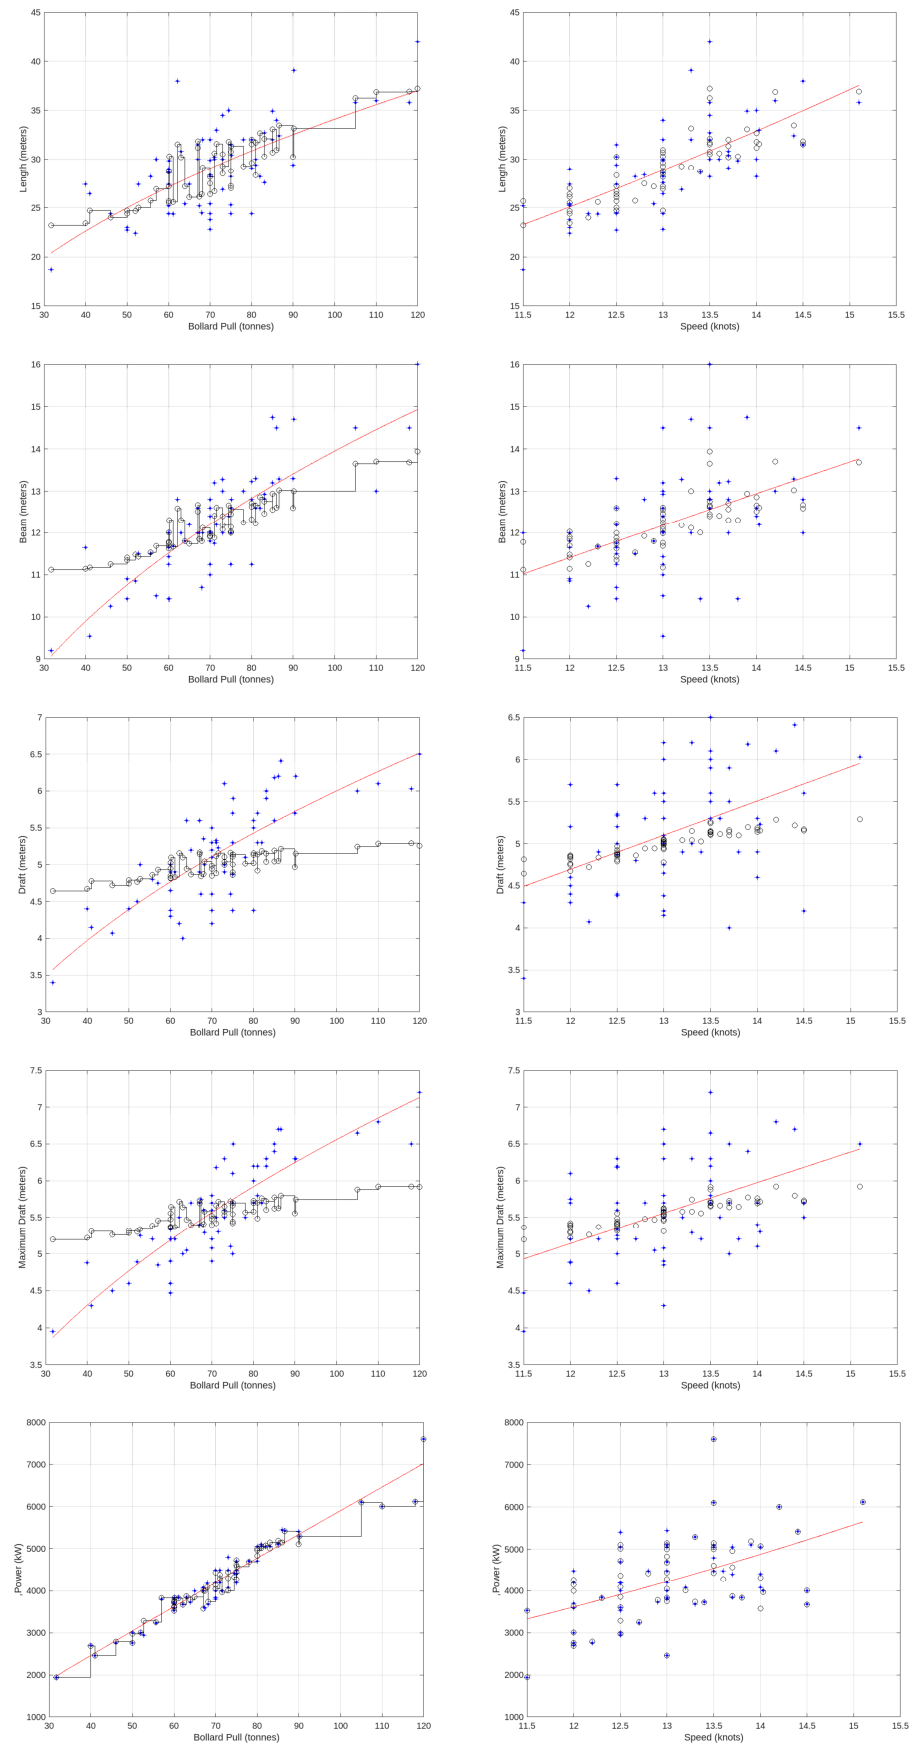 45
40
35
30
25
20
15
Length (meters)
30 40 50 60 70 80 90 100 110 120
Bollard Pull (tonnes)
45
40
35
30
25
20
15
Length (meters)
11.5 12 12.5 13 13.5 14 14.5 15 15.5
Speed (knots)
16
15
14
13
12
11
10
9
Beam (meters)
30 40 50 60 70 80 90 100 110 120
Bollard Pull (tonnes)
16
15
14
13
12
11
10
9
Beam (meters)
11.5 12 12.5 13 13.5 14 14.5 15 15.5
Speed (knots)
7
6.5
6
5.5
5
4.5
4
3.5
3
Draft (meters)
30 40 50 60 70 80 90 100 110 120
Bollard Pull (tonnes)
6.5
6
5.5
5
4.5
4
3.5
3
Draft (meters)
11.5 12 12.5 13 13.5 14 14.5 15 15.5
Speed (knots)
7.5
7
6.5
6
5.5
5
4.5
4
3.5
Maximum Draft (meters)
30 40 50 60 70 80 90 100 110 120
Bollard Pull (tonnes)
7.5
7
6.5
6
5.5
5
4.5
4
3.5
Maximum Draft (meters)
11.5 12 12.5 13 13.5 14 14.5 15 15.5
Speed (knots)
8000
7000
6000
5000
4000
3000
2000
1000
,Power (kW)
30 40 50 60 70 80 90 100 110 120
Bollard Pull (tonnes)
8000
7000
6000
5000
4000
3000
2000
1000
,Power (kW)
11.5 12 12.5 13 13.5 14 14.5 15 15.5
Speed (knots)